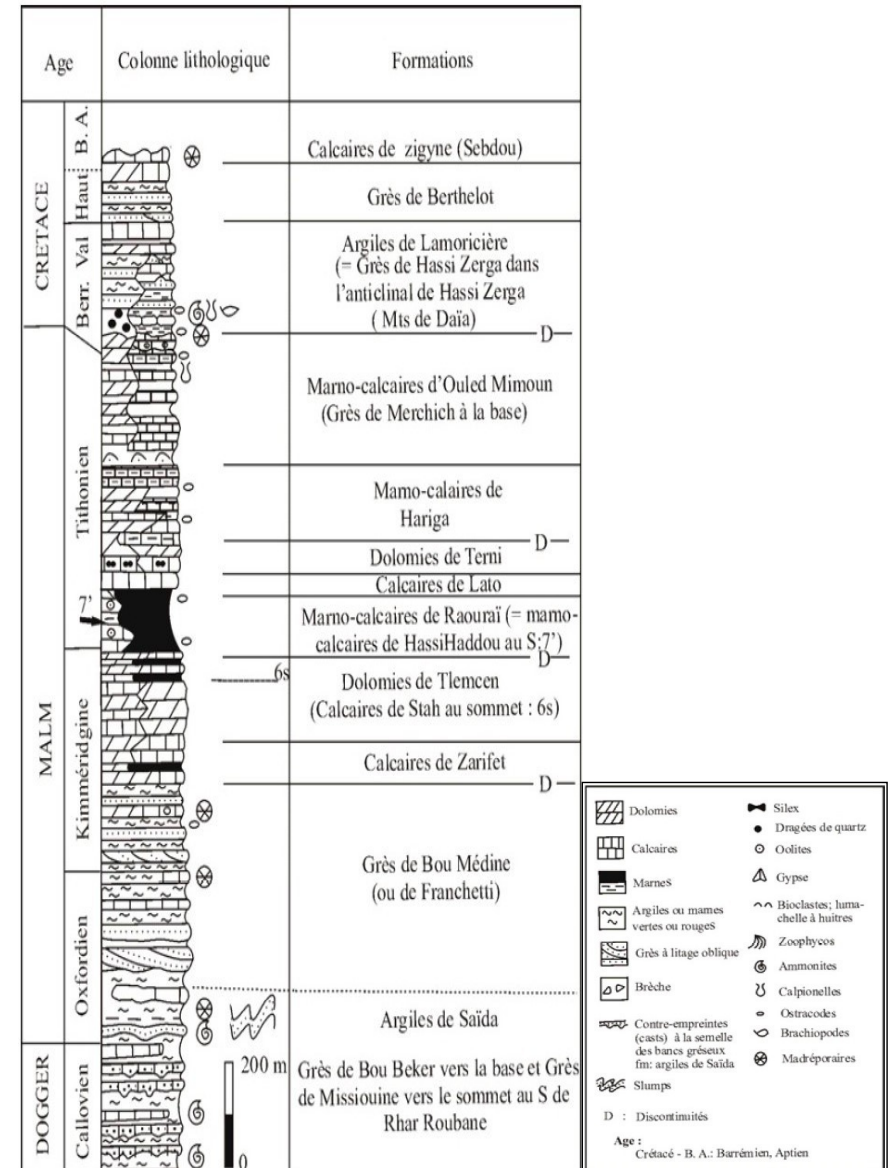 Age
Colonne lithologique
Formations
CRETACE
B. A.
Haut
Val
Berr.
MALM
Tithonien
7'
Kimméridgine
Oxfordien
DOGGER
Callovien
Calcaires de zigyne (Sebdou)
Grès de Berthelot
Argiles de Lamoricière
(= Grès de Hassi Zerga dans
l'anticlinal de Hassi Zerga
( Mts de Daïa)
D
Marno-calcaires d'Ouled Mimoun
(Grès de Merchich à la base)
Mamo-calaires de
Hariga
D
Dolomies de Terni
Calcaires de Lato
Marno-calcaires de Raouraï (= mamo-
calcaires de HassiHaddou au S:7')
D
6s
Dolomies de Tlemcen
(Calcaires de Stah au sommet : 6s)
Calcaires de Zarifet
D
Grès de Bou Médine
(ou de Franchetti)
Argiles de Saïda
200 m
0
Grès de Bou Beker vers la base et Grès
de Missiouine vers le sommet au S de
Rhar Roubane
Dolomies
Calcaires
Marnes
Argiles ou mames
vertes ou rouges
Grès à litage oblique
Brèche
Contre-empreintes
(casts) à la semelle
des bancs gréseux
fm: argiles de Saïda
Slumps
D : Discontinuités
Age :
Crétacé - B. A.: Barrémien, Aptien
Silex
Dragées de quartz
Oolites
Gypse
Bioclastes; luma-
chelle à huitres
Zoophycos
Ammonites
Calpionelles
Ostracodes
Brachiopodes
Madréporaires